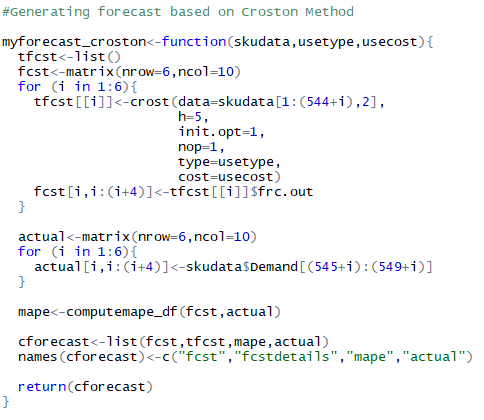 #Generating forecast based on Croston Method

myforecast_croston<-function(skudata,usetype,usecost){
  tfcst<-list()
  fcst<-matrix(nrow=6,ncol=10)
  for (i in 1:6){
    tfcst[[i]]<-crost(data=skudata[1:(544+i),2],
                      h=5,
                      init.opt=1,
                      nop=1,
                      type=usetype,
                      cost=usecost)
    fcst[i,i:(i+4)]<-tfcst[[i]]$frc.out
  }

  actual<-matrix(nrow=6,ncol=10)
  for (i in 1:6){
    actual[i,i:(i+4)]<-skudata$Demand[(545+i):(549+i)]
  }

  mape<-computemape_df(fcst,actual)

  cforecast<-list(fcst,tfcst,mape,actual)
  names(cforecast)<-c("fcst","fcstdetails","mape","actual")

  return(cforecast)
}